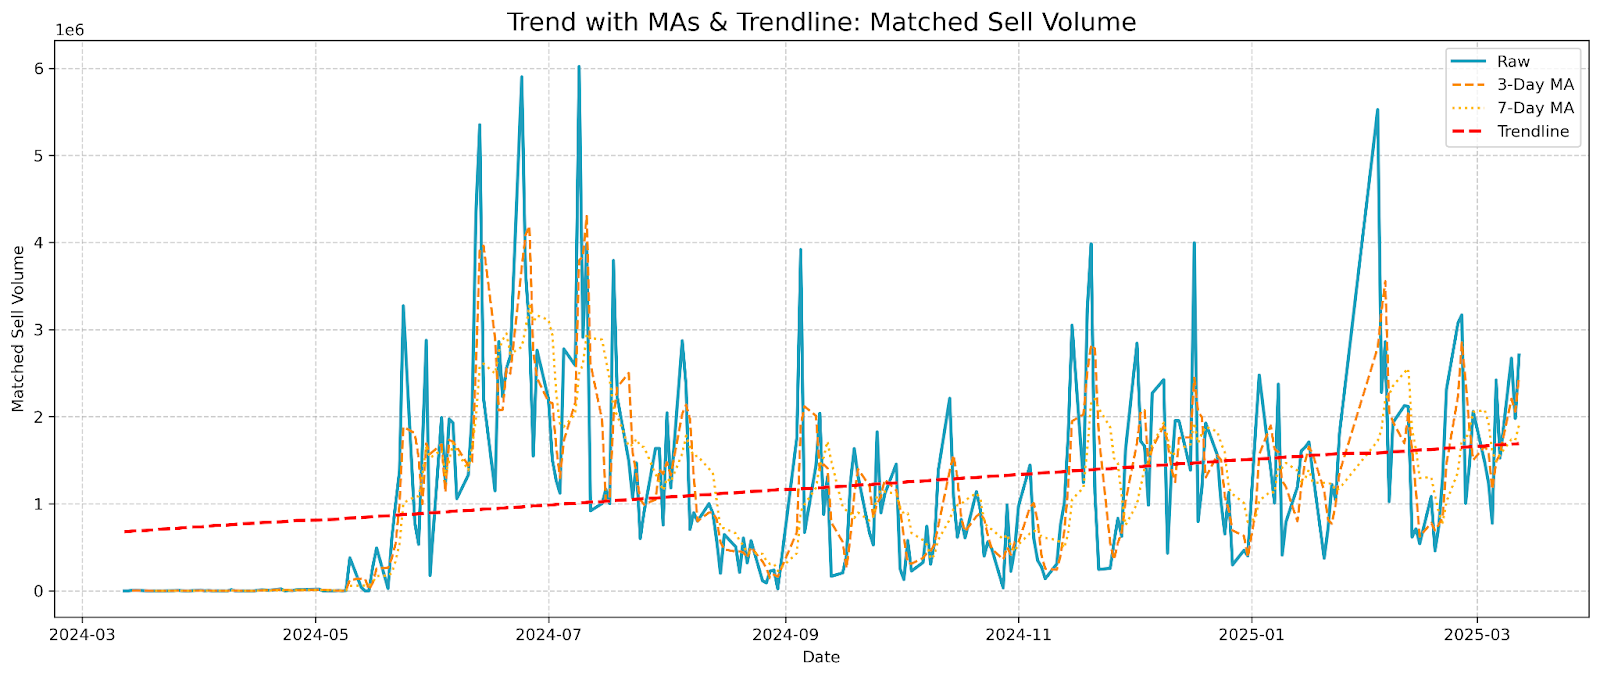 Trend with MAs & Trendline: Matched Sell Volume
1e6
6
5
4
3
2
1
0
Matched Sell Volume
Raw
3-Day MA
7-Day MA
Trendline
2024-03
2024-05
2024-07
2024-09
2024-11
2025-01
2025-03
Date